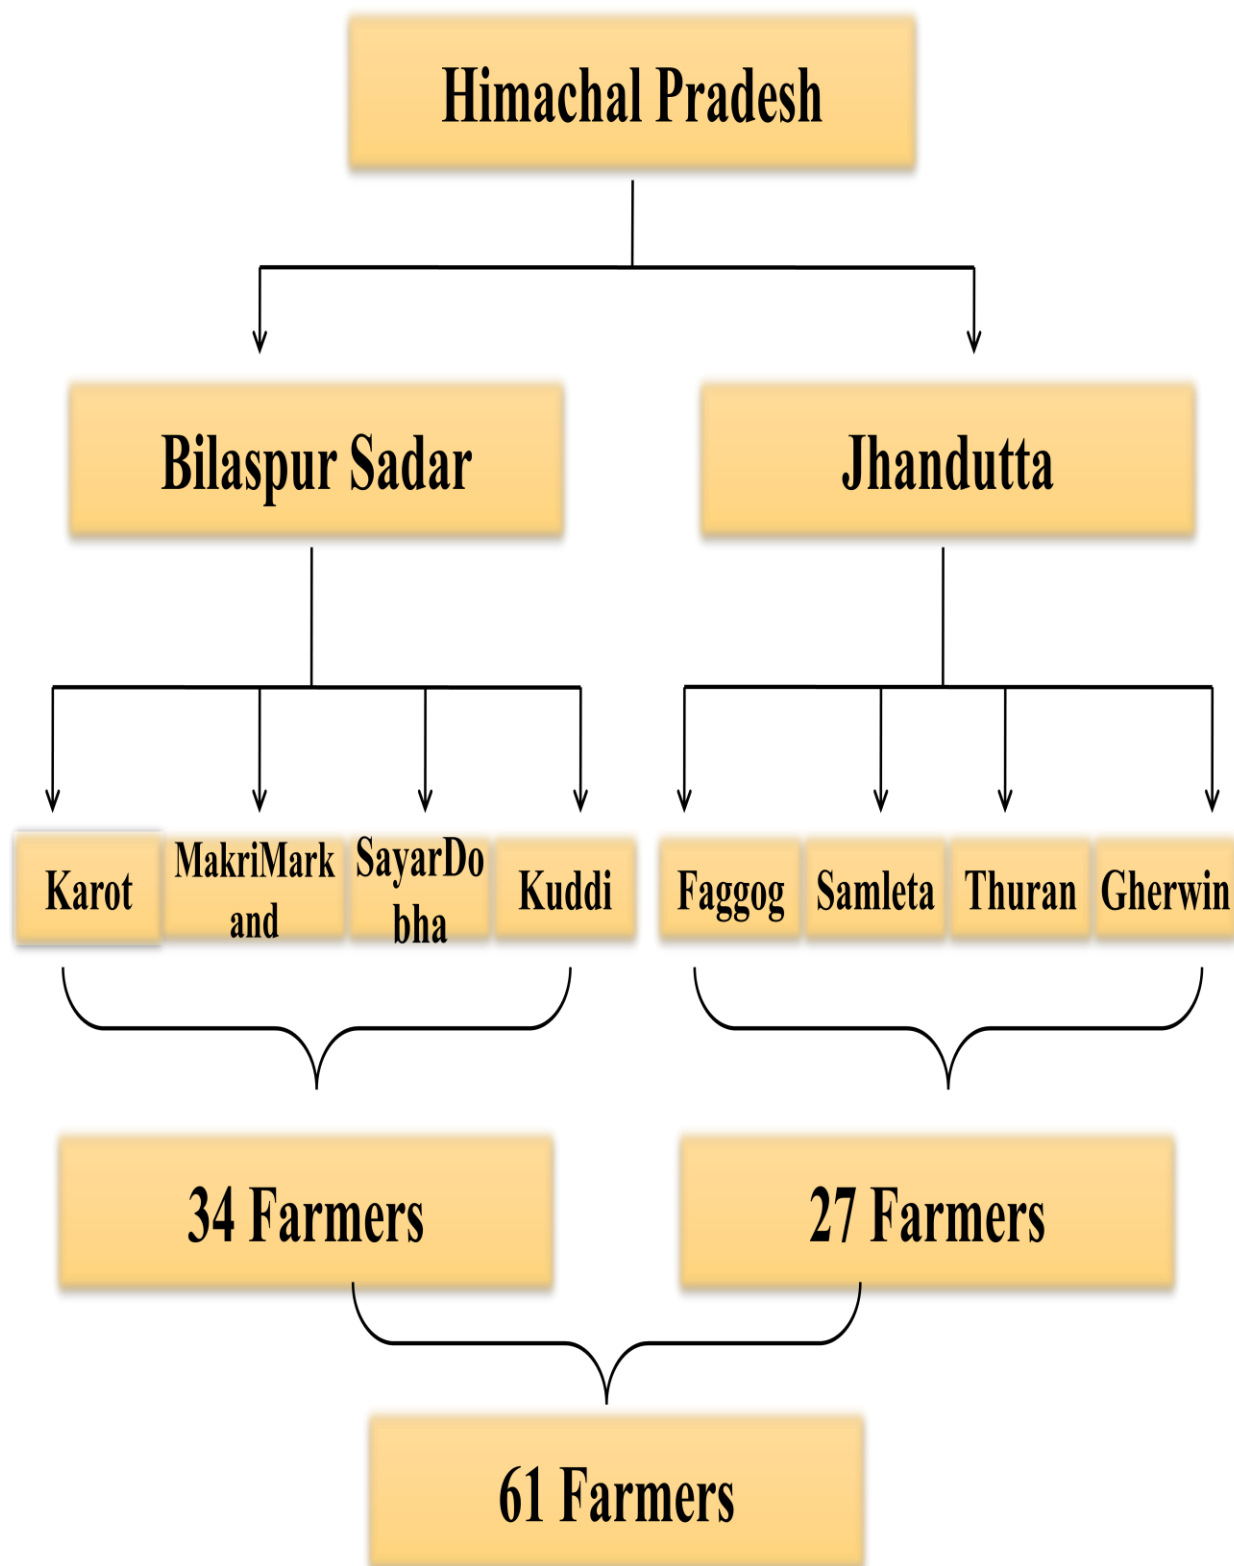 Himachal Pradesh
Bilaspur Sadar
Jhandutta
Karot
MakriMark
and
SayarDo
bha
Kuddi
Faggog
Samleta
Thuran
Gherwin
34 Farmers
27 Farmers
61 Farmers